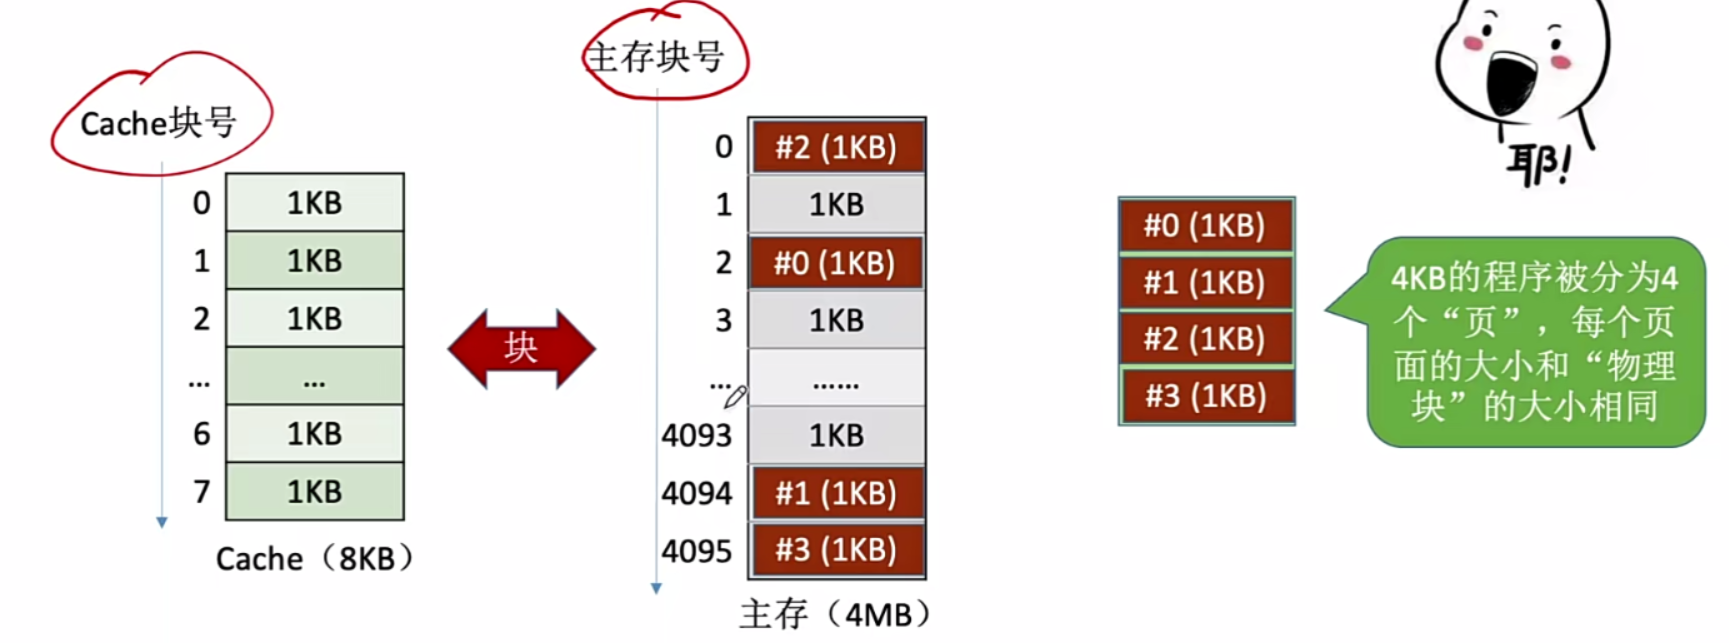 Cache块号
0
1KB
1
1KB
2
1KB
...
...
6
1KB
7
1KB
Cache（8KB）
块
主存块号
0
#2 (1KB)
1
1KB
2
#0 (1KB)
3
1KB
...
......
4093
1KB
4094
#1 (1KB)
4095
#3 (1KB)
主存（4MB）
#0 (1KB)
#1 (1KB)
#2 (1KB)
#3 (1KB)
耶!
4KB的程序被分为4
个“页”，每个页
面的大小和“物理
块”的大小相同